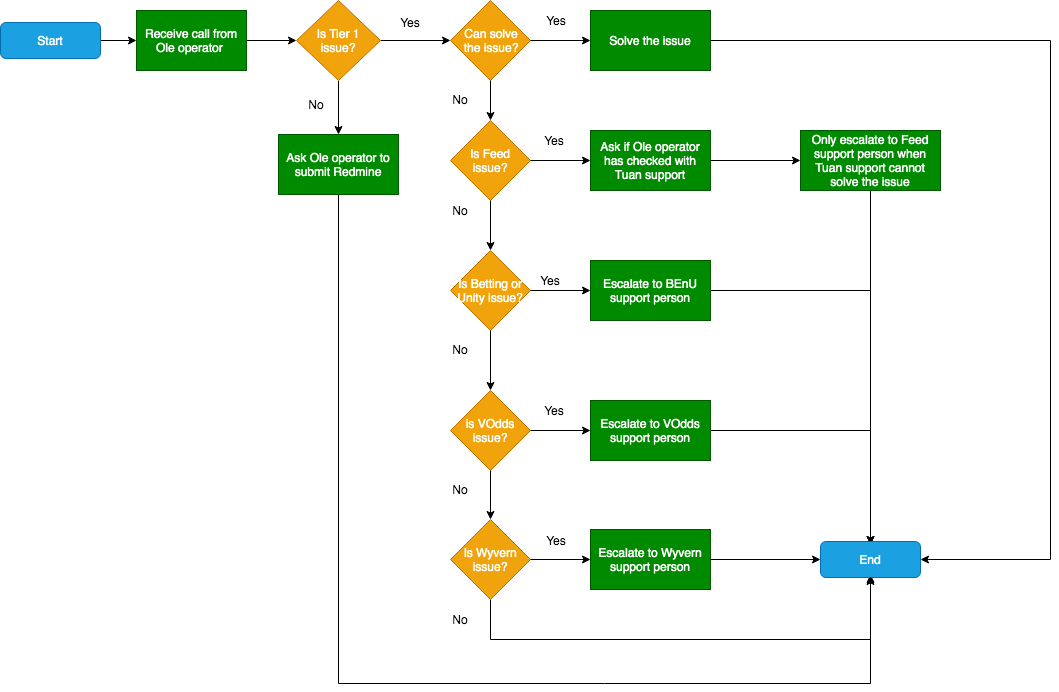 Start
Receive call from
Ole operator
Is Tier 1
issue?
Yes
Can solve
the issue?
Yes
Solve the issue
No
No
Ask Ole operator to
submit Redmine
Is Feed
issue?
Yes
Ask if Ole operator
has checked with
Tuan support
Only escalate to Feed
support person when
Tuan support cannot
solve the issue
No
Is Betting or
Unity issue?
Yes
Escalate to BEnU
support person
No
Is VOdds
issue?
Yes
Escalate to VOdds
support person
No
Is Wyvern
issue?
Yes
Escalate to Wyvern
support person
End
No